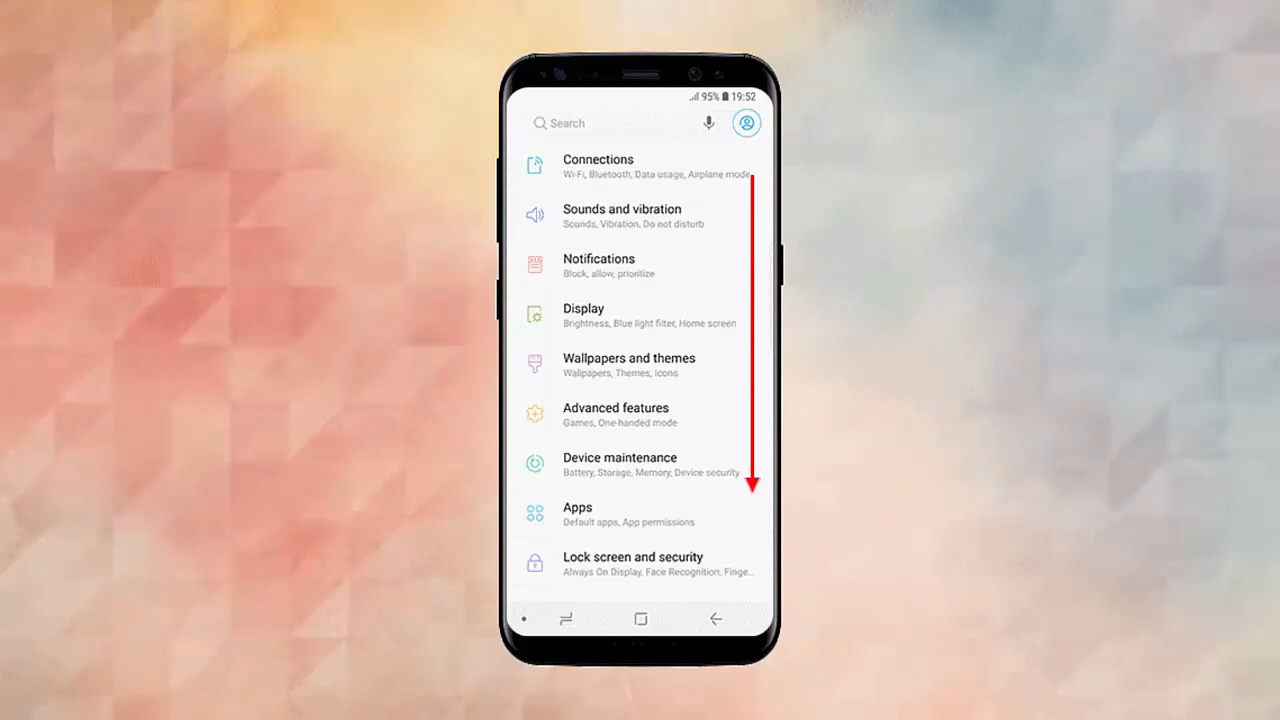 95% 19:52
Search
Connections
Wi-Fi, Bluetooth, Data usage, Airplane mode
Sounds and vibration
Sounds, Vibration, Do not disturb
Notifications
Block, allow, prioritize
Display
Brightness, Blue light filter, Home screen
Wallpapers and themes
Wallpapers, Themes, Icons
Advanced features
Games, One-handed mode
Device maintenance
Battery, Storage, Memory, Device security
Apps
Default apps, App permissions
Lock screen and security
Always On Display, Face Recognition, Finge...